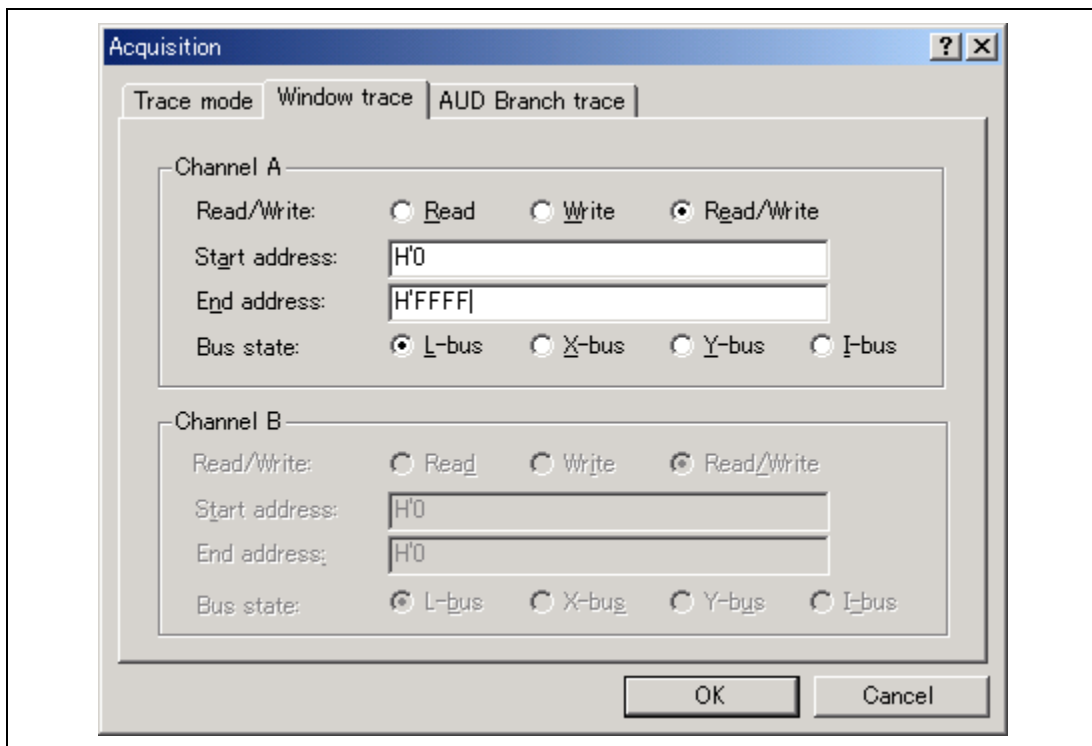 Acquisition
Trace mode Window trace AUD Branch trace
Channel A
Read/Write: Read Write Read/Write
Start address: H'0
End address: H'FFFF
Bus state: L-bus X-bus Y-bus I-bus
Channel B
Read/Write: Read Write Read/Write
Start address: H'0
End address: H'0
Bus state: L-bus X-bus Y-bus I-bus
OK Cancel